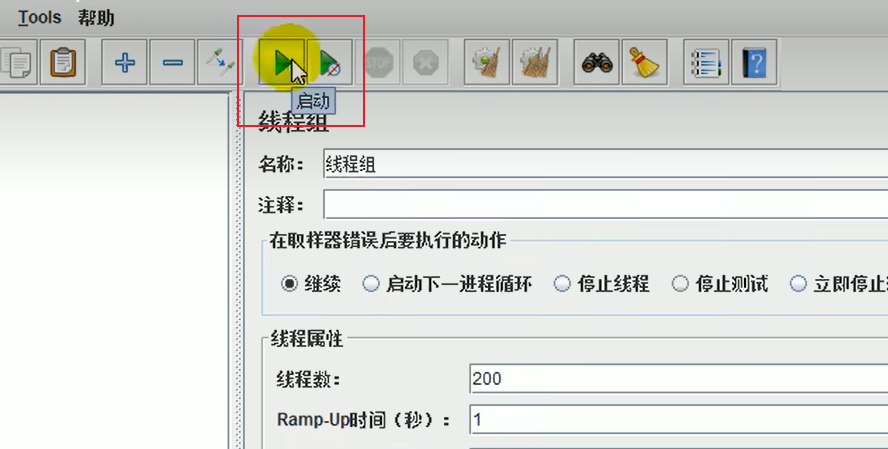 Tools 帮助
STOP
启动
线程组
名称： 线程组
注释：
在取样器错误后要执行的动作
继续 启动下一进程循环 停止线程 停止测试 立即停止
线程属性
线程数： 200
Ramp-Up时间（秒）： 1